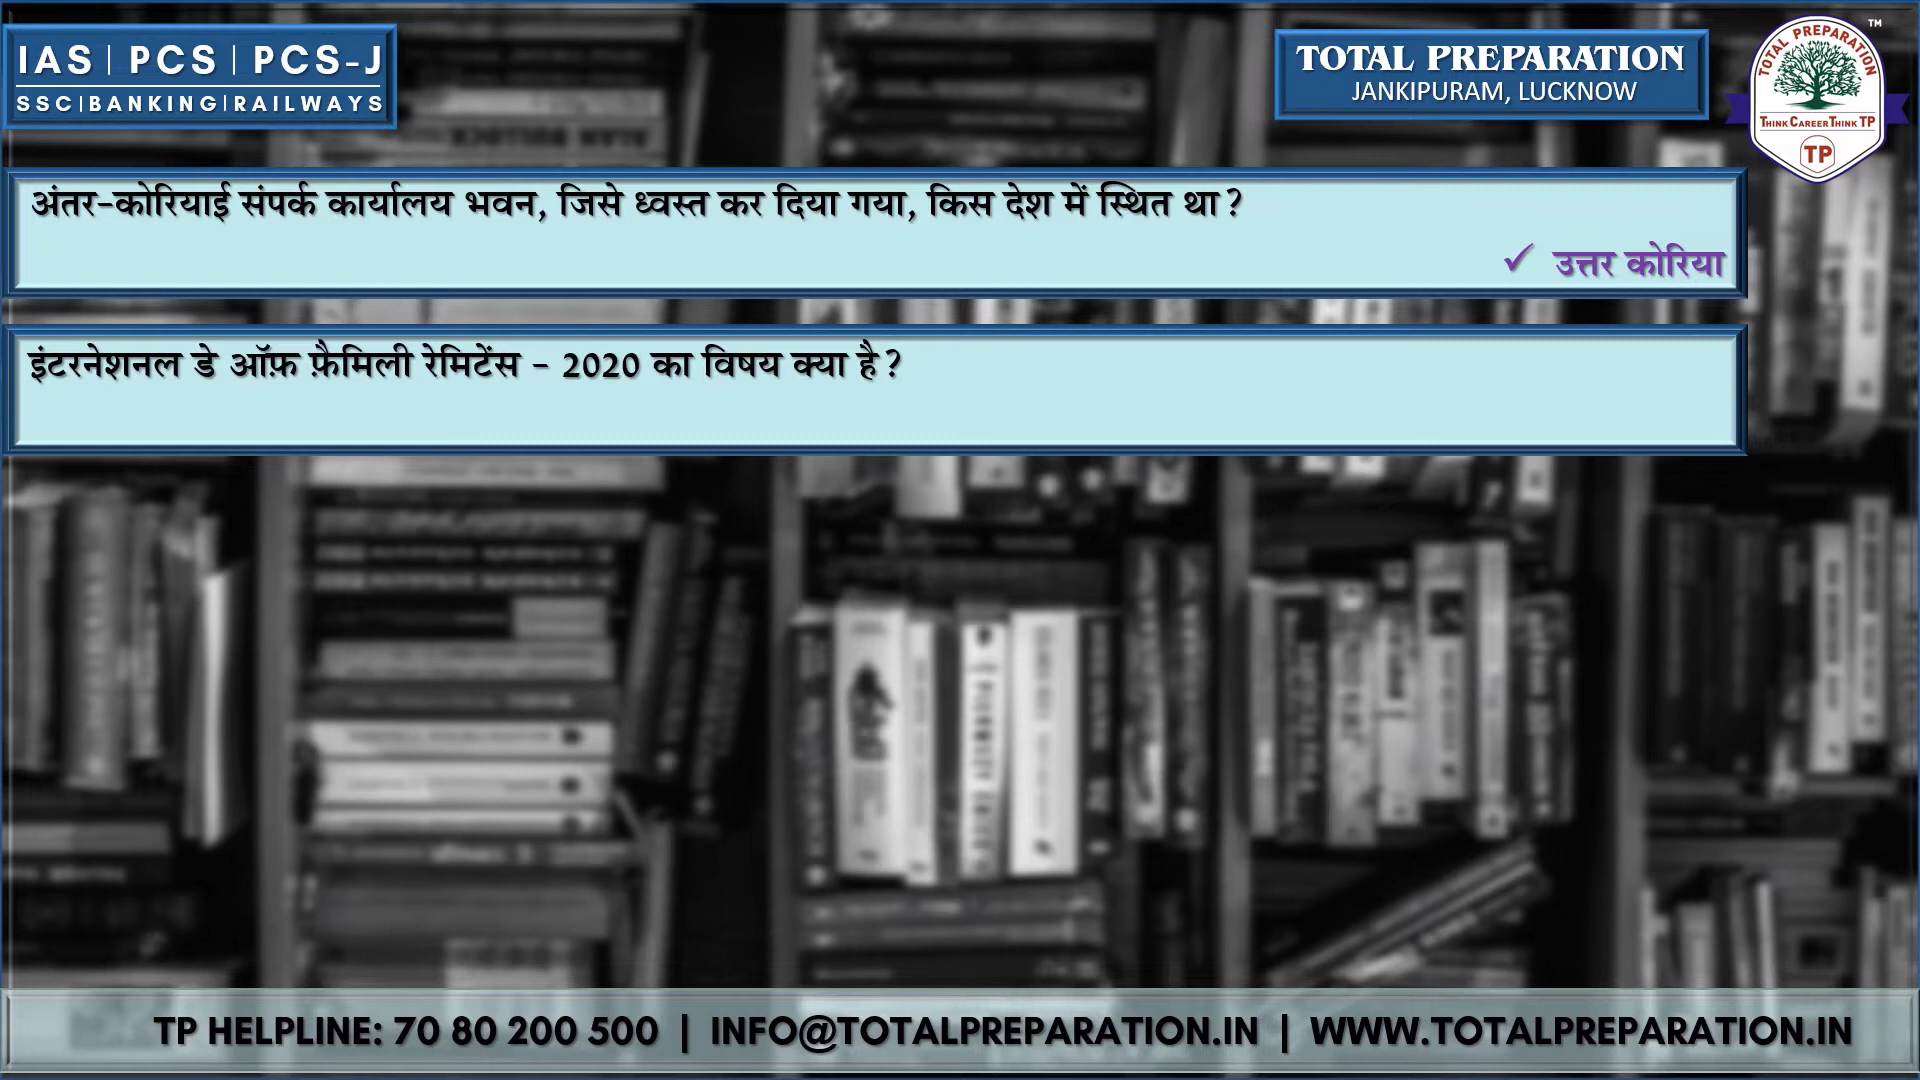 IAS | PCS | PCS-J
SSC|BANKING|RAILWAYS
TOTAL PREPARATION
JANKIPURAM, LUCKNOW
TM
TOTAL PREPARATION
THINK CAREER THINK TP
TP
अंतर-कोरियाई संपर्क कार्यालय भवन, जिसे ध्वस्त कर दिया गया, किस देश में स्थित था?
✓ उत्तर कोरिया
इंटरनेशनल डे ऑफ़ फ़ैमिली रेमिटेंस - 2020 का विषय क्या है?
TP HELPLINE: 70 80 200 500 | INFO@TOTALPREPARATION.IN | WWW.TOTALPREPARATION.IN